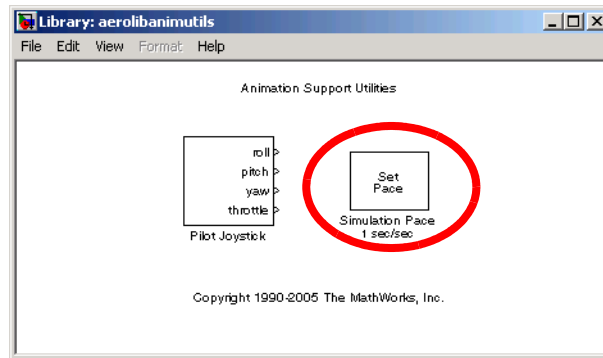 Library: aerolibanimutils
File Edit View Format Help
Animation Support Utilities
roll
pitch
yaw
throttle
Pilot Joystick
Set
Pace
Simulation Pace
1 sec/sec
Copyright 1990-2005 The MathWorks, Inc.